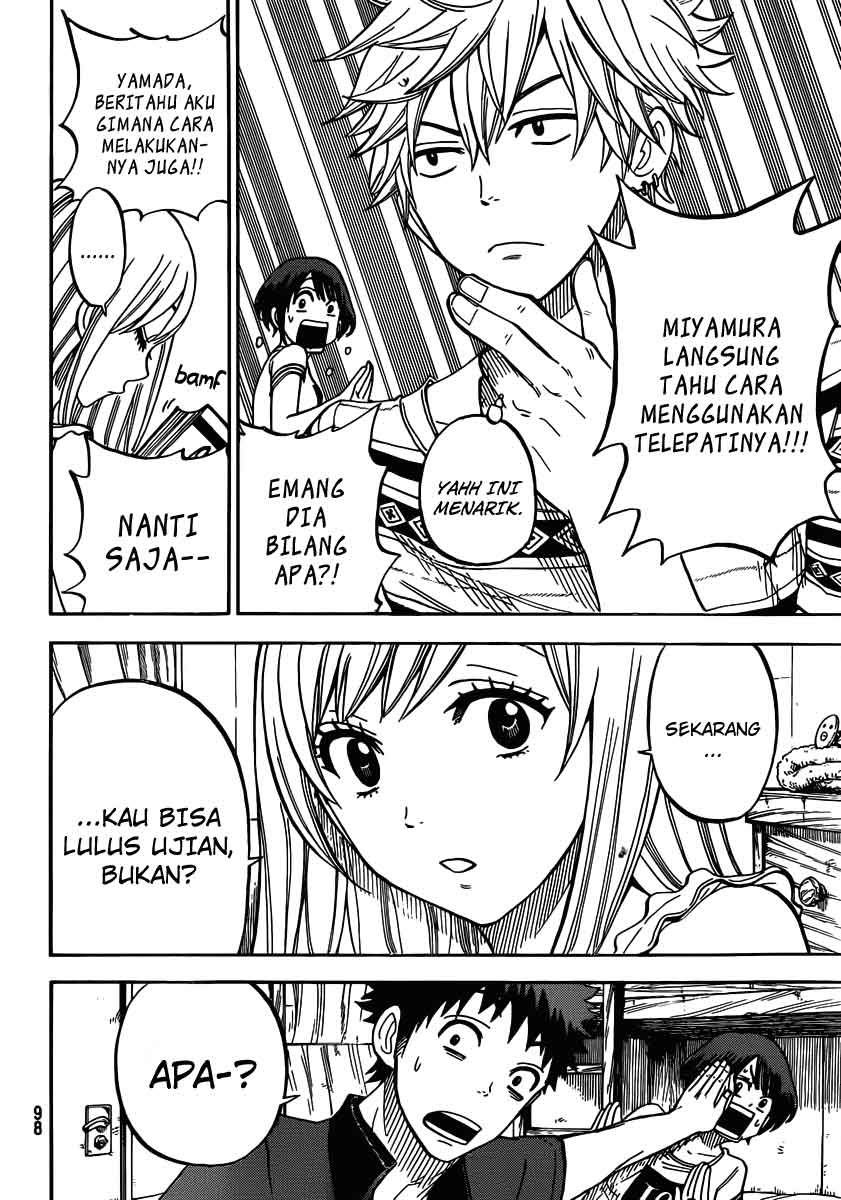 MIYAMURA
LANGSUNG
TAHU CARA
MENGGUNAKAN
TELEPATINYA!!!
YAHH INI
MENARIK.
EMANG
DIA
BILANG
APA?!
YAMADA,
BERITAHU AKU
GIMANA CARA
MELAKUKAN-
NYA JUGA!!
......
bamf
NANTI
SAJA--
SEKARANG
...
...KAU BISA
LULUS UJIAN,
BUKAN?
APA-?
98